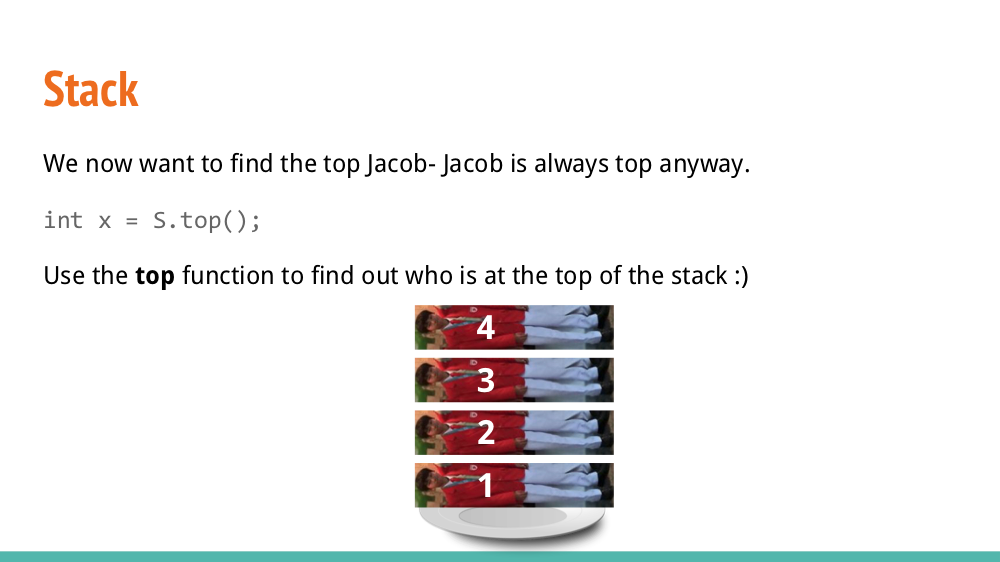 Stack
We now want to find the top Jacob- Jacob is always top anyway.
int x = S.top();
Use the top function to find out who is at the top of the stack :)
4
3
2
1